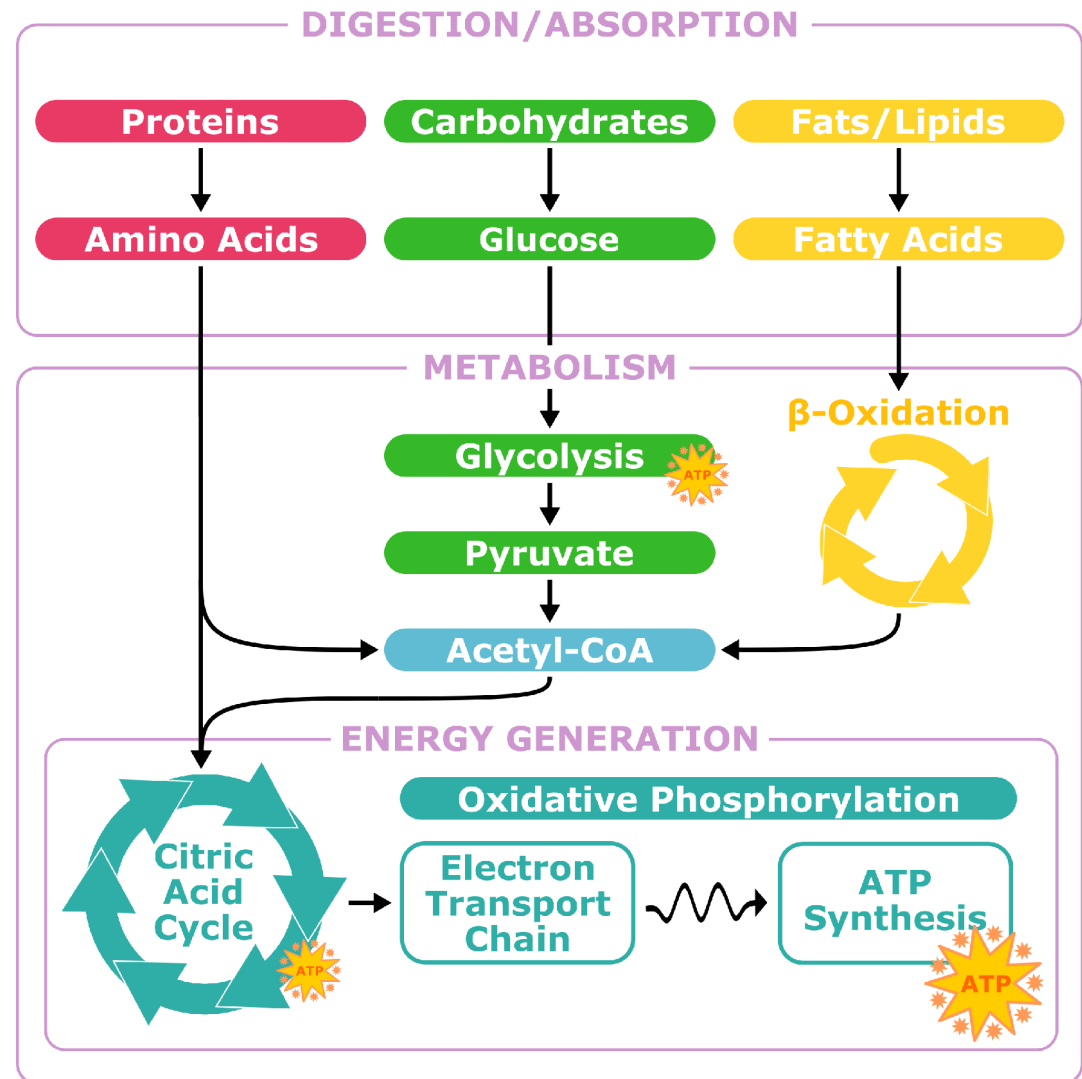 DIGESTION/ABSORPTION
Proteins
Carbohydrates
Fats/Lipids
Amino Acids
Glucose
Fatty Acids
METABOLISM
β-Oxidation
Glycolysis
ATP
Pyruvate
Acetyl-CoA
ENERGY GENERATION
Oxidative Phosphorylation
Citric
Acid
Cycle
ATP
Electron
Transport
Chain
ATP
Synthesis
ATP